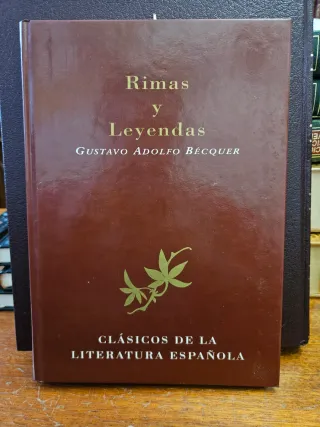 Rimas
y
Leyendas
GUSTAVO ADOLFO BÉCQUER
CLÁSICOS DE LA
LITERATURA ESPAÑOLA